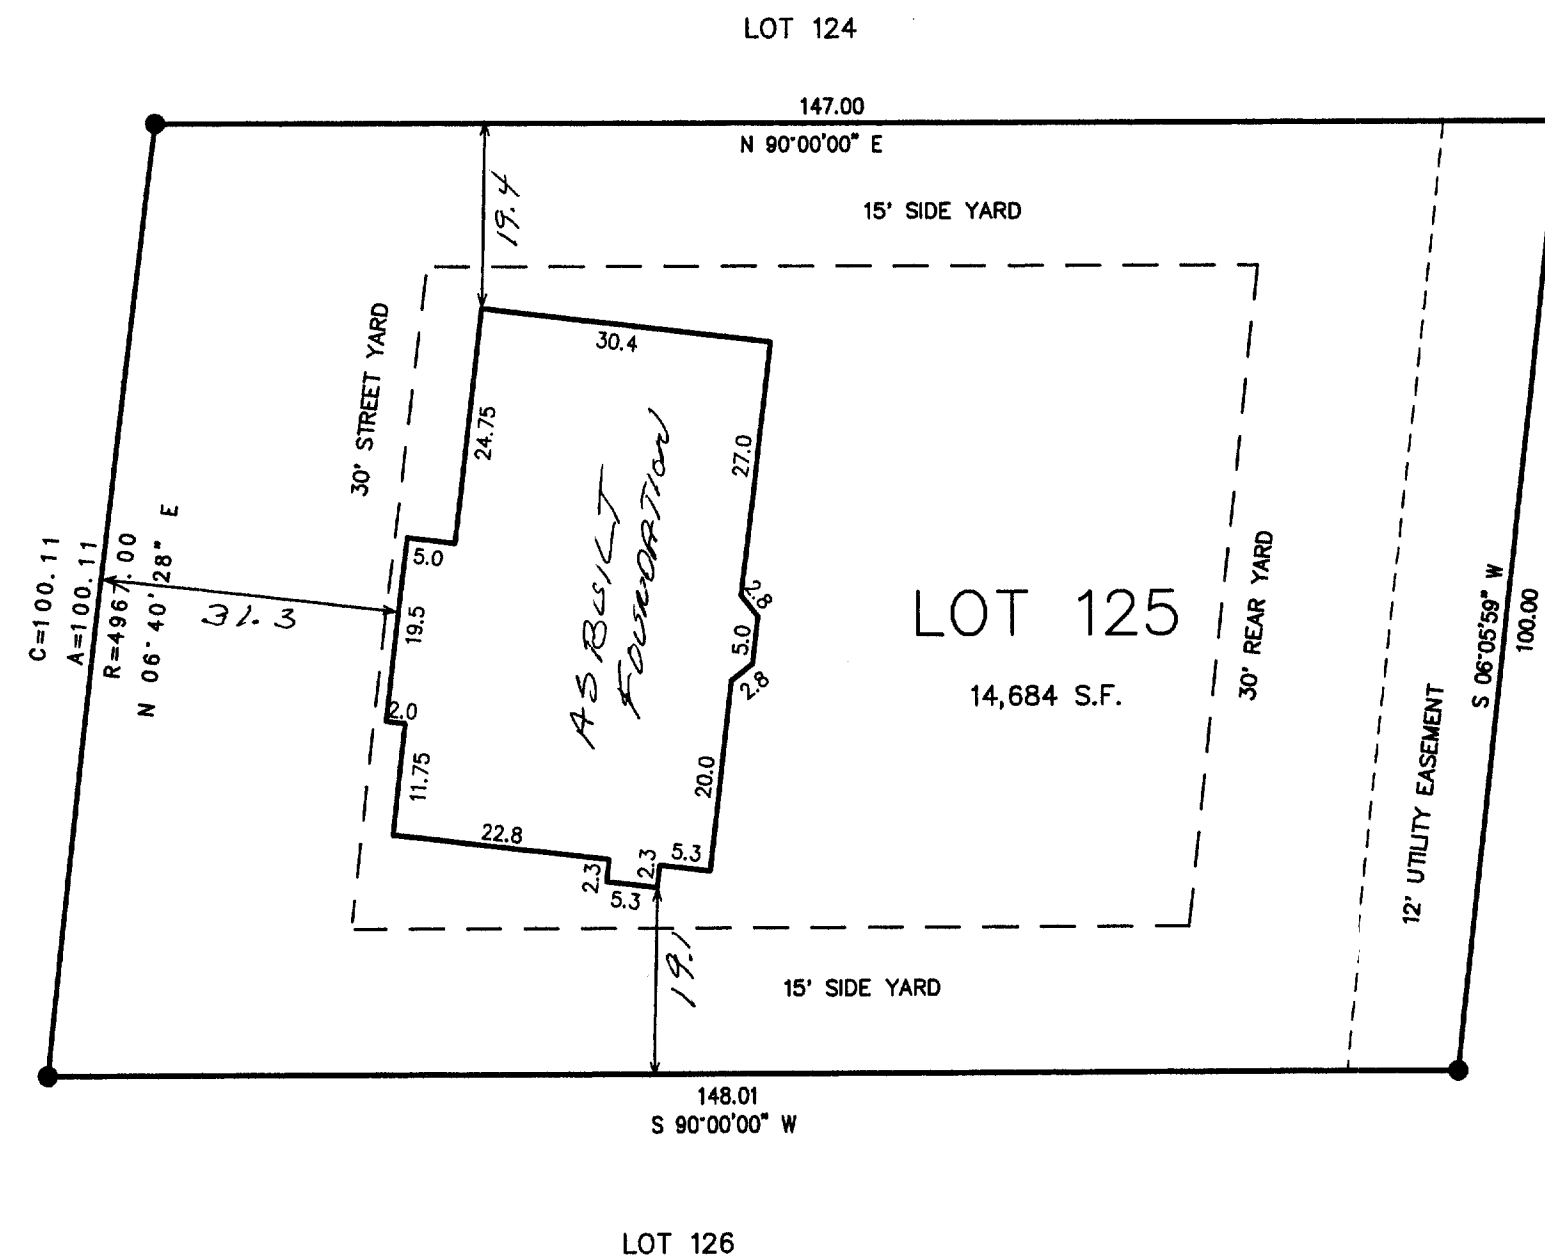 LOT 124
147.00
N 90°00'00" E
19.4
15' SIDE YARD
30' STREET YARD
30.4
24.75
27.0
AS BUILT
FOUNDATION
5.0
2.8
C=100.11
A=100.11
R=4967.00
N 06°40'28" E
31.3
19.5
5.0
2.8
LOT 125
14,684 S.F.
30' REAR YARD
S 06°05'59" W
100.00
12' UTILITY EASEMENT
2.0
11.75
20.0
22.8
2.3
2.3
5.3
5.3
19.1
15' SIDE YARD
148.01
S 90°00'00" W
LOT 126